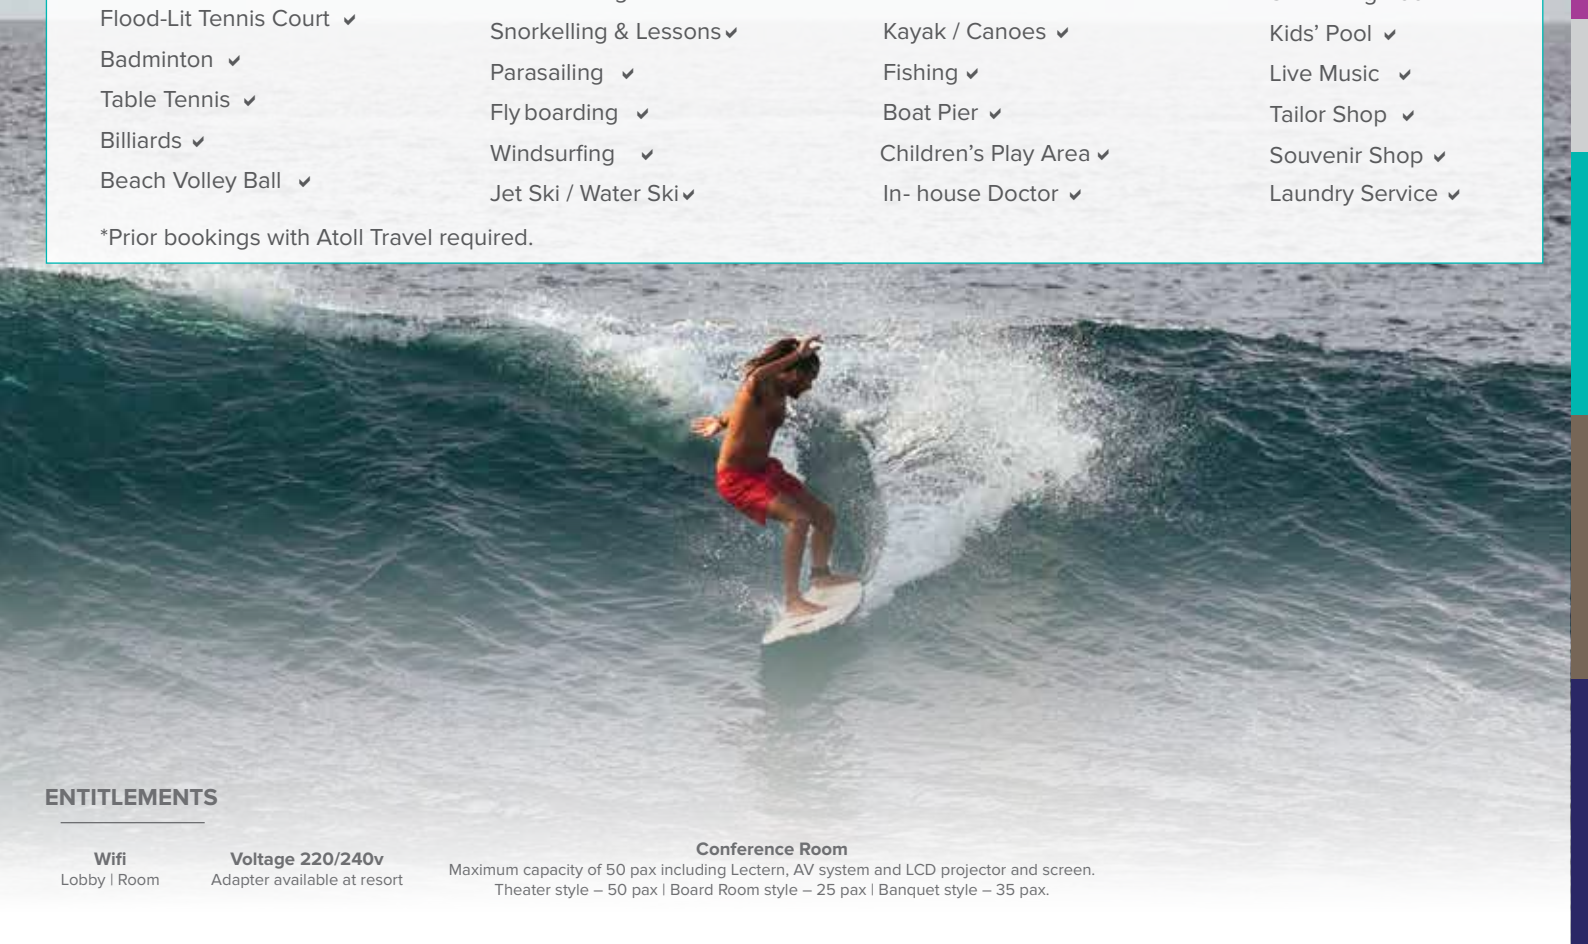 Flood-Lit Tennis Court ✔
Badminton ✔
Table Tennis ✔
Billiards ✔
Beach Volley Ball ✔
Snorkelling & Lessons ✔
Parasailing ✔
Fly boarding ✔
Windsurfing ✔
Jet Ski / Water Ski ✔
Kayak / Canoes ✔
Fishing ✔
Boat Pier ✔
Children’s Play Area ✔
In- house Doctor ✔
Kids’ Pool ✔
Live Music ✔
Tailor Shop ✔
Souvenir Shop ✔
Laundry Service ✔
*Prior bookings with Atoll Travel required.
ENTITLEMENTS
Wifi
Lobby | Room
Voltage 220/240v
Adapter available at resort
Conference Room
Maximum capacity of 50 pax including Lectern, AV system and LCD projector and screen.
Theater style – 50 pax | Board Room style – 25 pax | Banquet style – 35 pax.